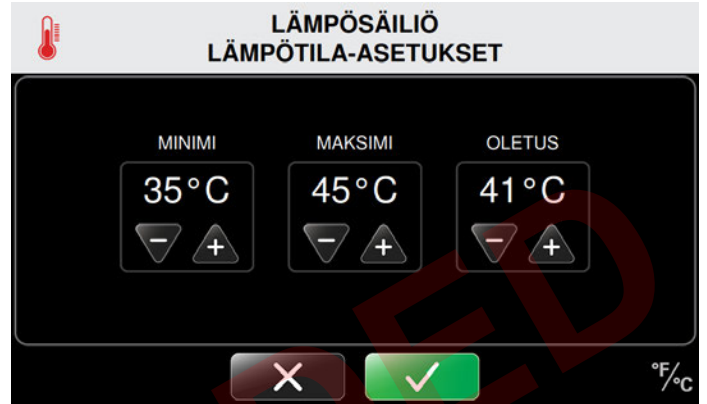 LÄMPÖSÄILIÖ
LÄMPÖTILA-ASETUKSET
MINIMI MAKSIMI OLETUS
35°C 45°C 41°C
− + − + − +
°F/°C